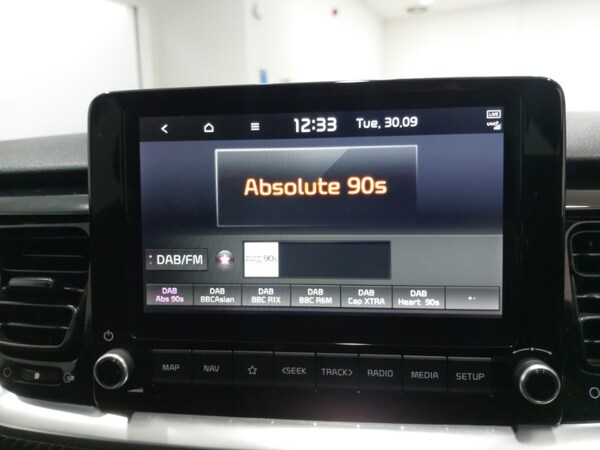 12:33 Tue, 30.09 LIVE
Absolute 90s
DAB/FM 90s
DAB Abs 90s
DAB BBCAsian
DAB BBC R1X
DAB BBC R6M
DAB Cap XTRA
DAB Heart 90s
MAP NAV <SEEK TRACK> RADIO MEDIA SETUP